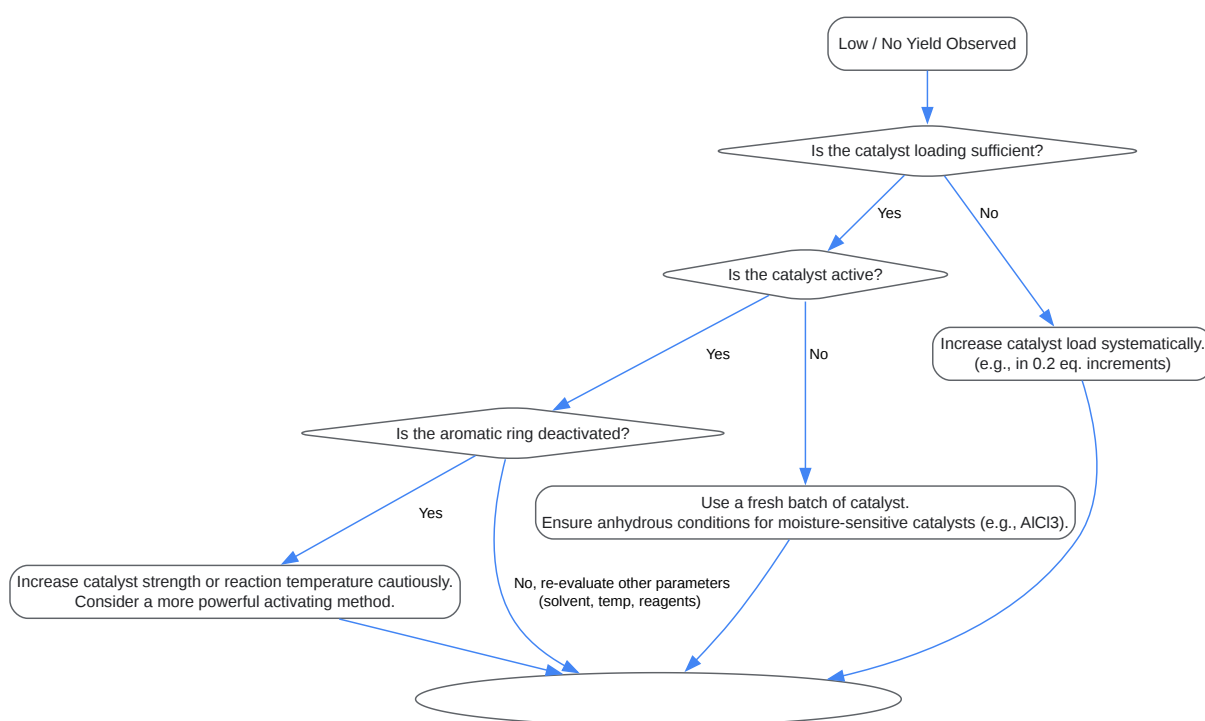 Low / No Yield Observed
Is the catalyst loading sufficient?
Yes
No
Is the catalyst active?
Increase catalyst load systematically.
(e.g., in 0.2 eq. increments)
Yes
No
Is the aromatic ring deactivated?
Use a fresh batch of catalyst.
Ensure anhydrous conditions for moisture-sensitive catalysts (e.g., AlCl3).
Yes
Increase catalyst strength or reaction temperature cautiously.
Consider a more powerful activating method.
No, re-evaluate other parameters
(solvent, temp, reagents)